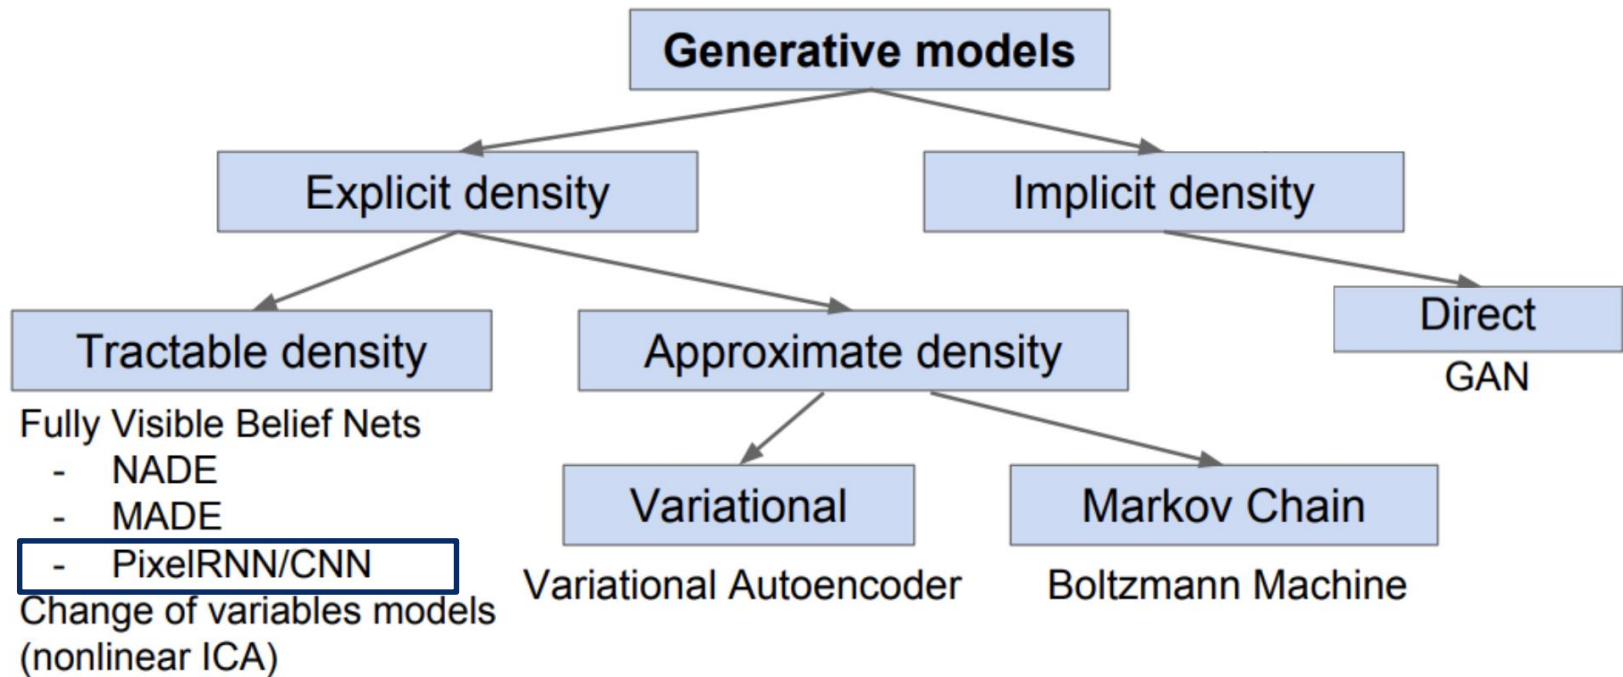 Generative models
Explicit density
Implicit density
Direct
GAN
Tractable density
Approximate density
Fully Visible Belief Nets
- NADE
- MADE
- PixelRNN/CNN
Change of variables models
(nonlinear ICA)
Variational
Markov Chain
Variational Autoencoder
Boltzmann Machine